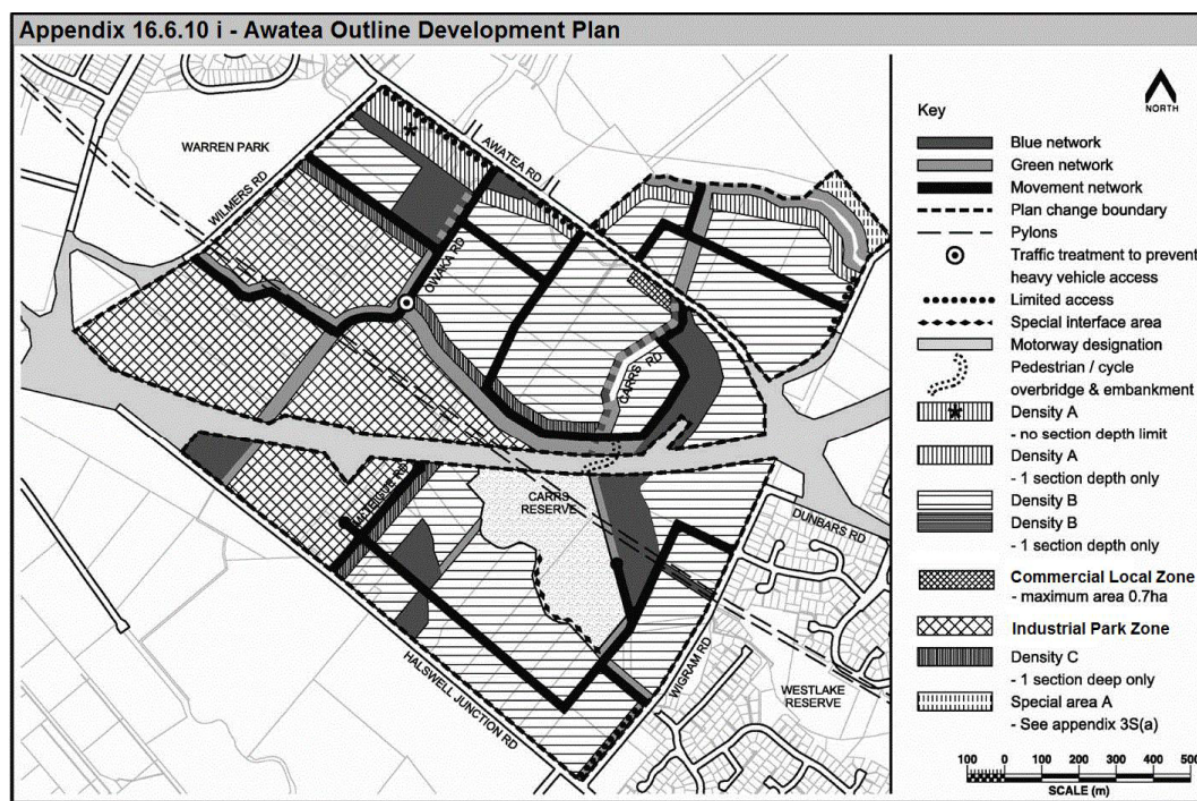 Appendix 16.6.10 i - Awatea Outline Development Plan
WARREN PARK
WILMERS RD
AWATEA RD
OWAKA RD
CARRS RD
MATEIGUE RD
CARRS
RESERVE
DUNBARS RD
HALSWELL JUNCTION RD
WIGRAM RD
WESTLAKE
RESERVE
NORTH
Key
Blue network
Green network
Movement network
Plan change boundary
Pylons
Traffic treatment to prevent
heavy vehicle access
Limited access
Special interface area
Motorway designation
Pedestrian / cycle
overbridge & embankment
Density A
- no section depth limit
Density A
- 1 section depth only
Density B
Density B
- 1 section depth only
Commercial Local Zone
- maximum area 0.7ha
Industrial Park Zone
Density C
- 1 section deep only
Special area A
- See appendix 3S(a)
100 0 100 200 300 400 500
SCALE (m)